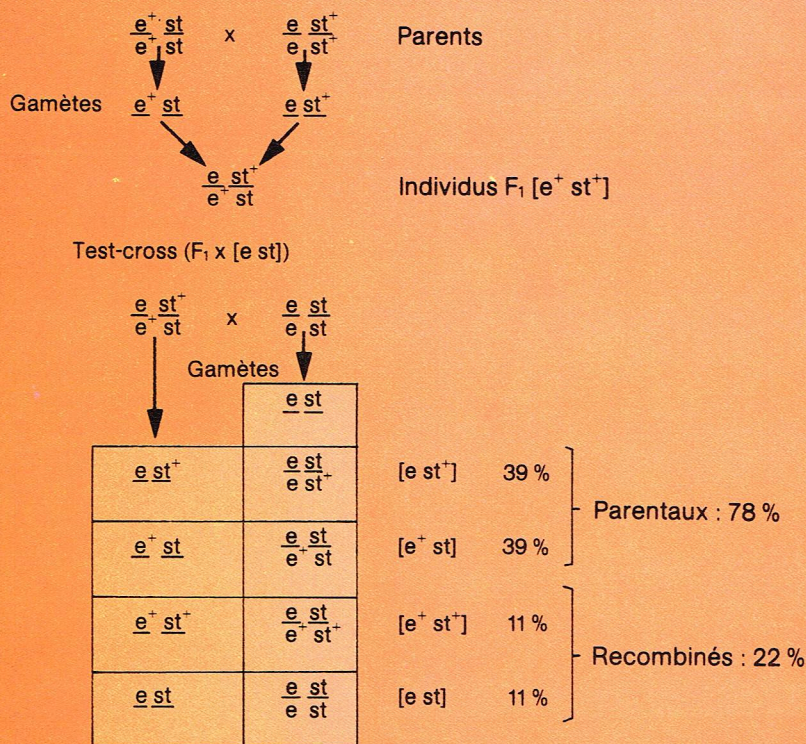 e⁺ st x e st⁺ Parents
e⁺ st e st⁺
Gamètes e⁺ st e st⁺
e st⁺
e⁺ st
Individus F₁ [e⁺ st⁺]
Test-cross (F₁ x [e st])
e st⁺ x e st
e⁺ st e st
Gamètes
e st
e st⁺ e st [e st⁺] 39 %
e st⁺
Parentaux : 78 %
e⁺ st e st [e⁺ st] 39 %
e⁺ st
e⁺ st⁺ e st [e⁺ st⁺] 11 %
e⁺ st⁺
Recombinés : 22 %
e st e st [e st] 11 %
e st